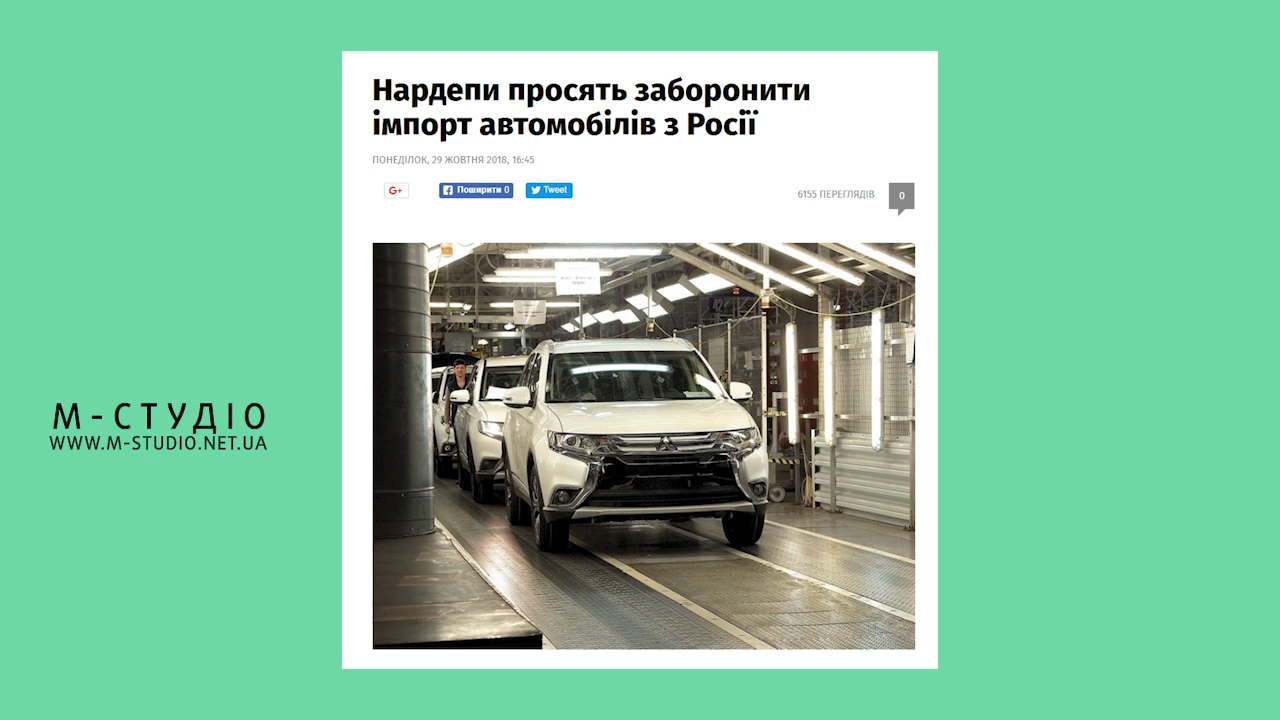 Нардепи просять заборонити
імпорт автомобілів з Росії
ПОНЕДІЛОК, 29 ЖОВТНЯ 2018, 16:45
G+ Поширити 0 Tweet
6155 ПЕРЕГЛЯДІВ 0
М-СТУДІО
WWW.M-STUDIO.NET.UA